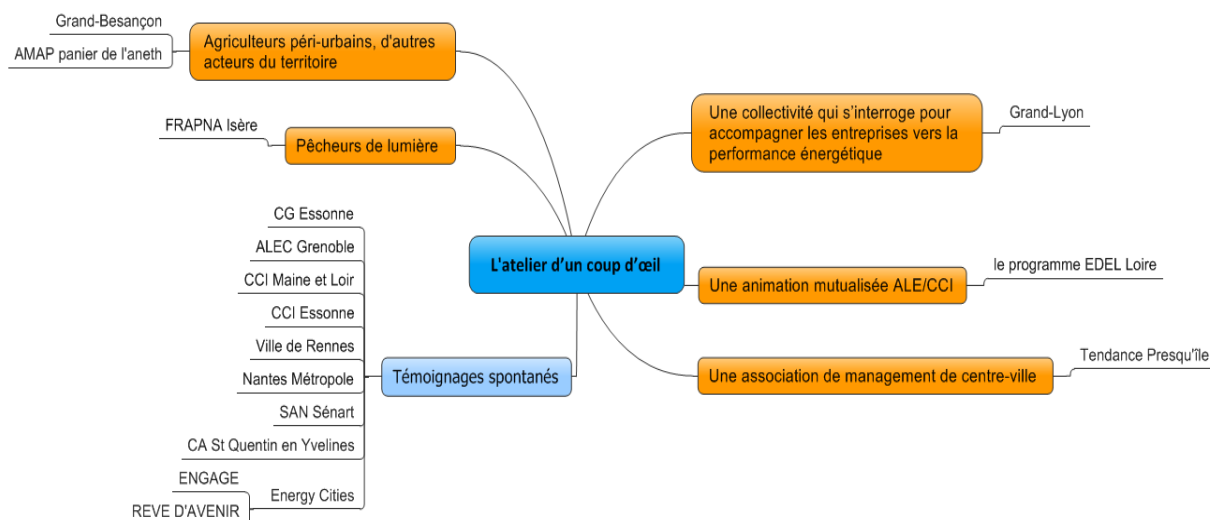 L'atelier d’un coup d’œil
Une collectivité qui s’interroge pour
accompagner les entreprises vers la
performance énergétique
Grand-Lyon
Une animation mutualisée ALE/CCI
le programme EDEL Loire
Une association de management de centre-ville
Tendance Presqu'île
Agriculteurs péri-urbains, d'autres
acteurs du territoire
Grand-Besançon
AMAP panier de l'aneth
Pêcheurs de lumière
FRAPNA Isère
Témoignages spontanés
CG Essonne
ALEC Grenoble
CCI Maine et Loir
CCI Essonne
Ville de Rennes
Nantes Métropole
SAN Sénart
CA St Quentin en Yvelines
Energy Cities
ENGAGE
REVE D'AVENIR